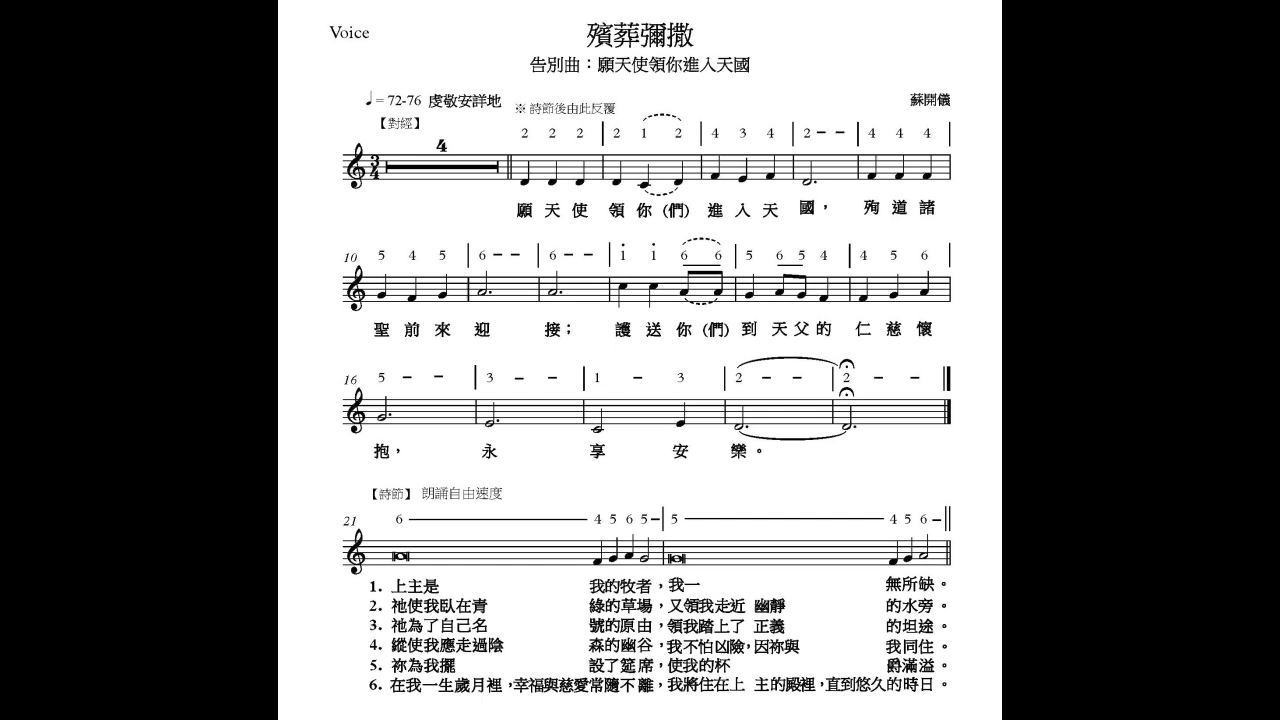 Voice
殯葬彌撒
告別曲：願天使領你進入天國
♩= 72-76 虔敬安詳地
※ 詩節後由此反覆
蘇開儀
【對經】
4
2 2 2 | 2 1 2 | 4 3 4 | 2 – – | 4 4 4 |
3 4
願 天 使 領 你 (們) 進 入 天 國， 殉 道 諸
10 5 4 5 | 6 – – | 6 – – | i i 6 6 | 5 6 5 4 | 4 5 6 |
聖 前 來 迎 接； 護 送 你 (們) 到 天 父 的 仁 慈 懷
16 5 – – | 3 – – | 1 – 3 | 2 – – | 2 – – ‖
抱， 永 享 安 樂。
【詩節】 朗誦自由速度
21 6 —— 4 5 6 5 – | 5 —— 4 5 6 – ‖
1. 上主是 我的牧者，我一 無所缺。
2. 祂使我臥在青 綠的草場，又領我走近 幽靜 的水旁。
3. 祂為了自己名 號的原由，領我踏上了 正義 的坦途。
4. 縱使我應走過陰 森的幽谷，我不怕凶險，因袮與 我同住。
5. 袮為我擺 設了筵席，使我的杯 爵滿溢。
6. 在我一生歲月裡，幸福與慈愛常隨不離，我將住在上 主的殿裡，直到悠久的時日。